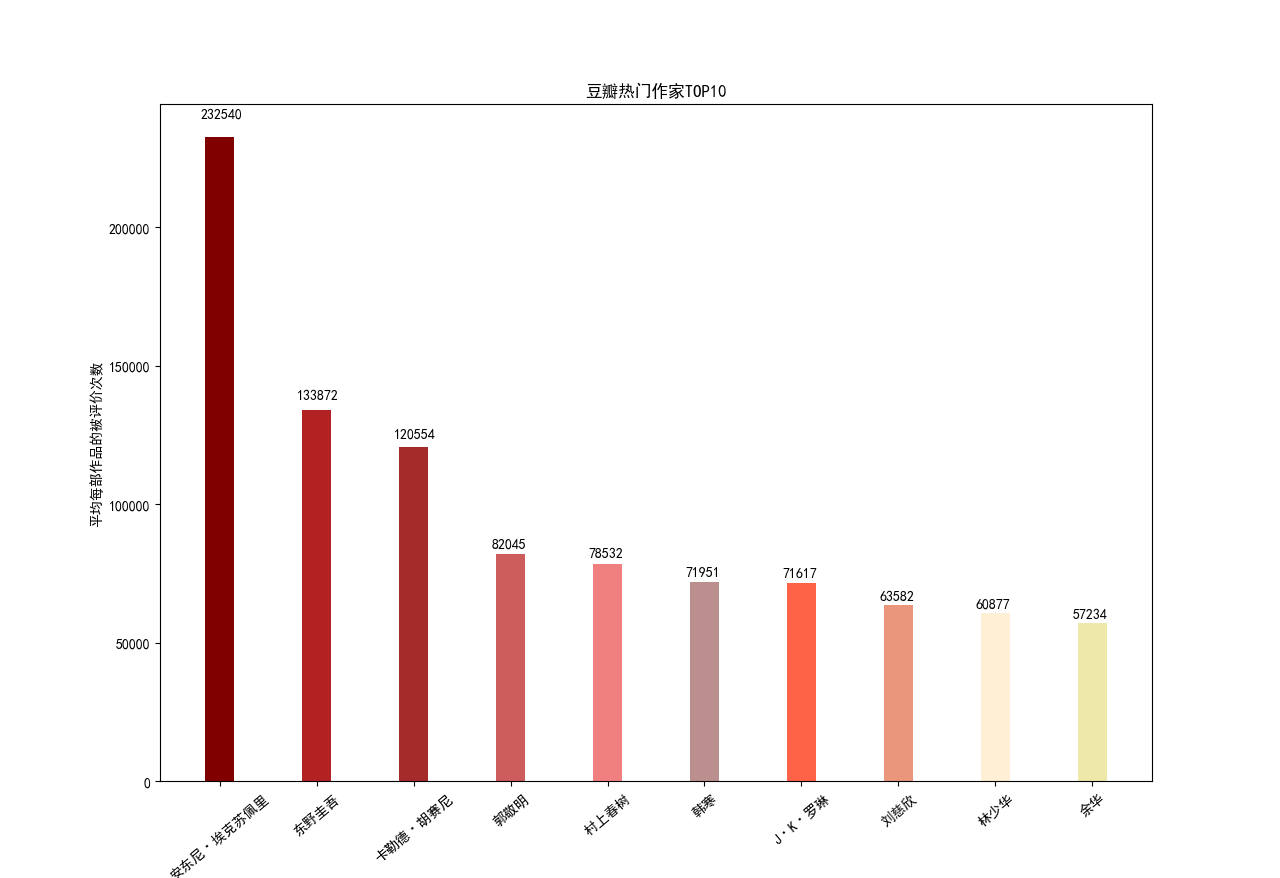 豆瓣热门作家TOP10
平均每部作品的被评价次数
200000
150000
100000
50000
0
232540
133872
120554
82045
78532
71951
71617
63582
60877
57234
安东尼·埃克苏佩里
东野圭吾
卡勒德·胡赛尼
郭敬明
村上春树
韩寒
J·K·罗琳
刘慈欣
林少华
余华